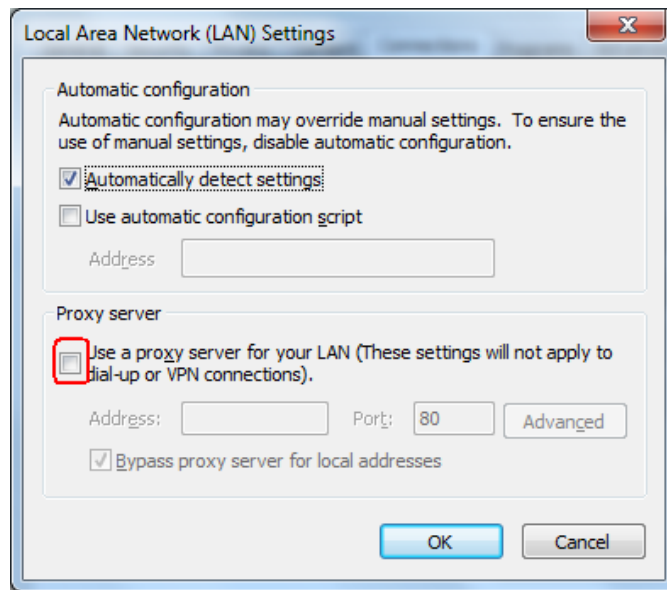 Local Area Network (LAN) Settings
Automatic configuration
Automatic configuration may override manual settings. To ensure the
use of manual settings, disable automatic configuration.
Automatically detect settings
Use automatic configuration script
Address
Proxy server
Use a proxy server for your LAN (These settings will not apply to
dial-up or VPN connections).
Address:
Port: 80
Advanced
Bypass proxy server for local addresses
OK
Cancel